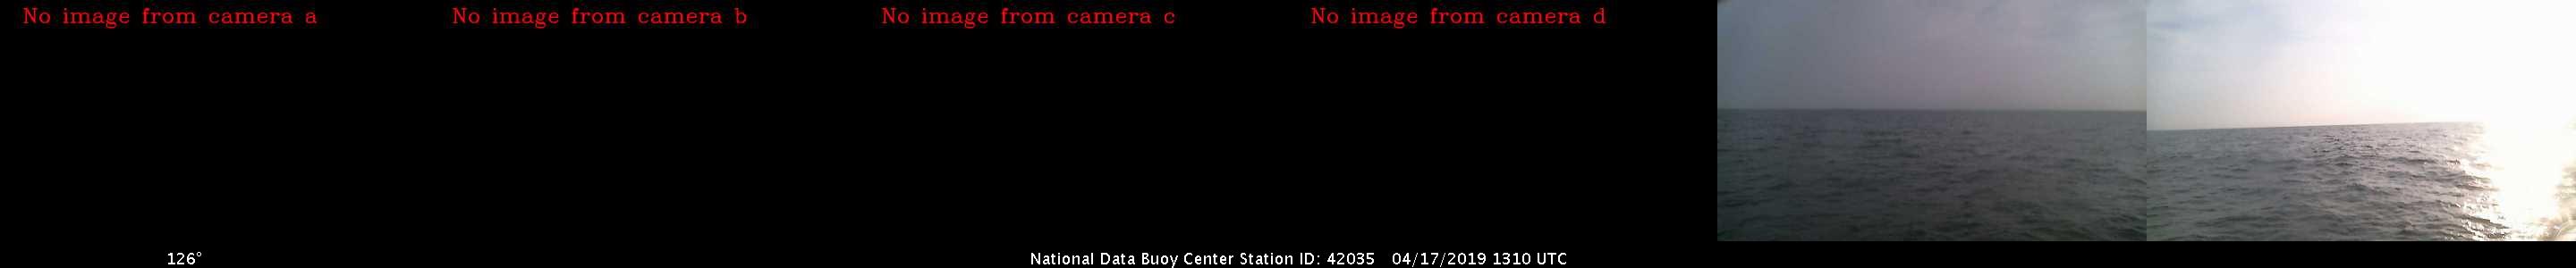 No image from camera a
No image from camera b
No image from camera c
No image from camera d
126°
National Data Buoy Center Station ID: 42035 04/17/2019 1310 UTC